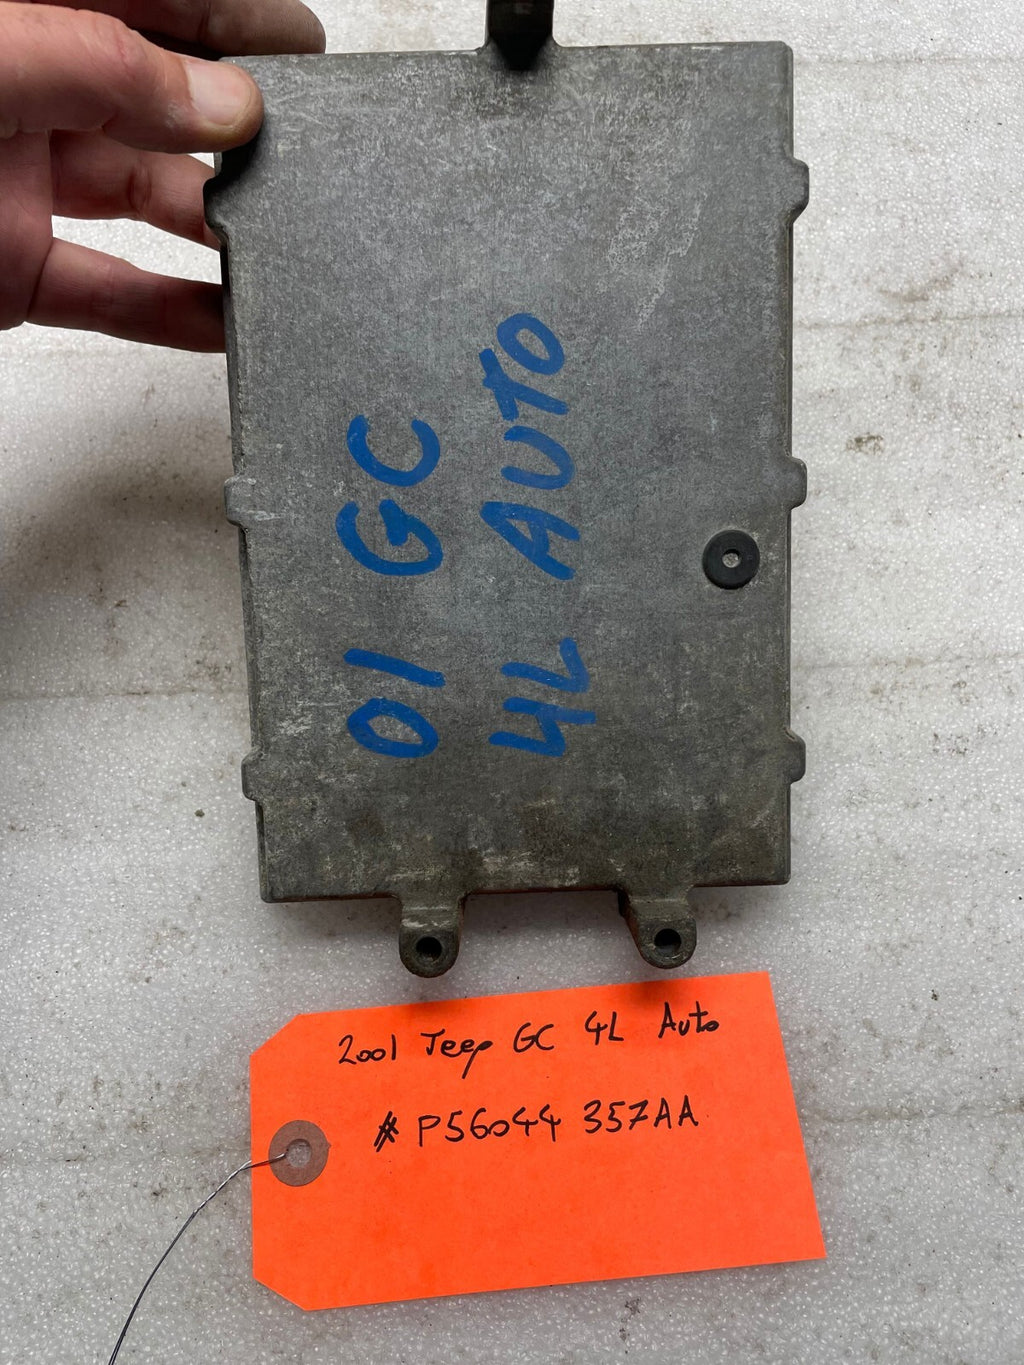 01 GC
4L AUTO
2001 Jeep GC 4L Auto
# P56044 357AA